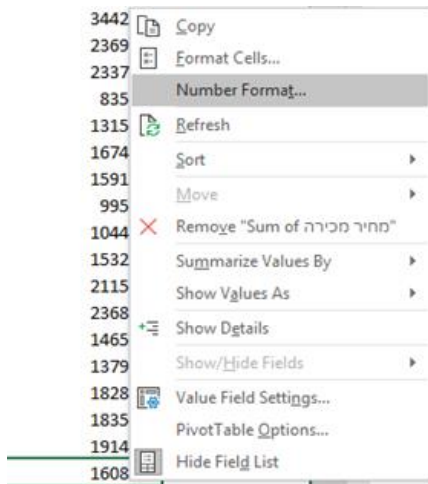 3442
2369
2337
835
1315
1674
1591
995
1044
1532
2115
2368
1465
1379
1828
1835
1914
1608
Copy
Format Cells...
Number Format...
Refresh
Sort
Move
Remove "Sum of מחיר מכירה"
Summarize Values By
Show Values As
Show Details
Show/Hide Fields
Value Field Settings...
PivotTable Options...
Hide Field List